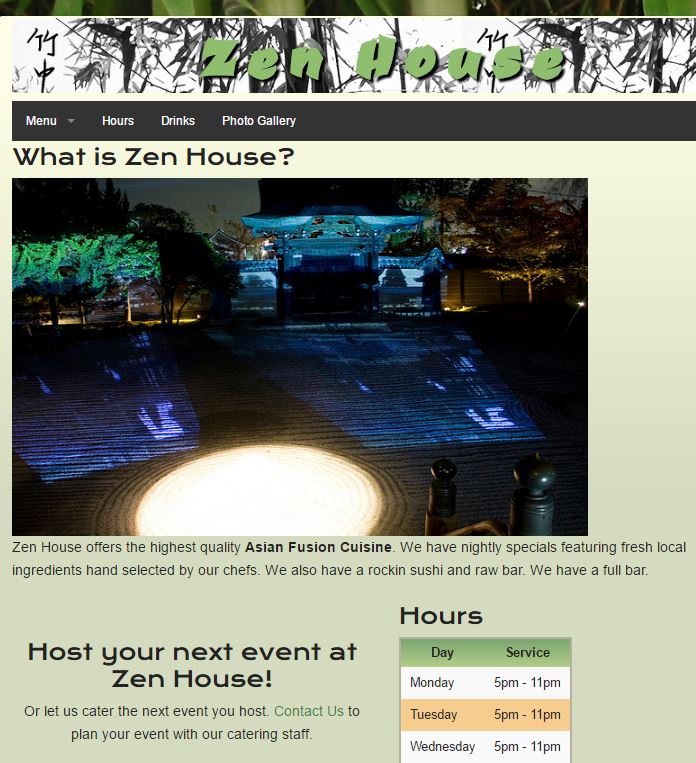 竹中
Zen House
竹中
Menu
Hours
Drinks
Photo Gallery
What is Zen House?
Zen House offers the highest quality Asian Fusion Cuisine. We have nightly specials featuring fresh local
ingredients hand selected by our chefs. We also have a rockin sushi and raw bar. We have a full bar.
Host your next event at
Zen House!
Or let us cater the next event you host. Contact Us to
plan your event with our catering staff.
Hours
Day Service
Monday 5pm - 11pm
Tuesday 5pm - 11pm
Wednesday 5pm - 11pm